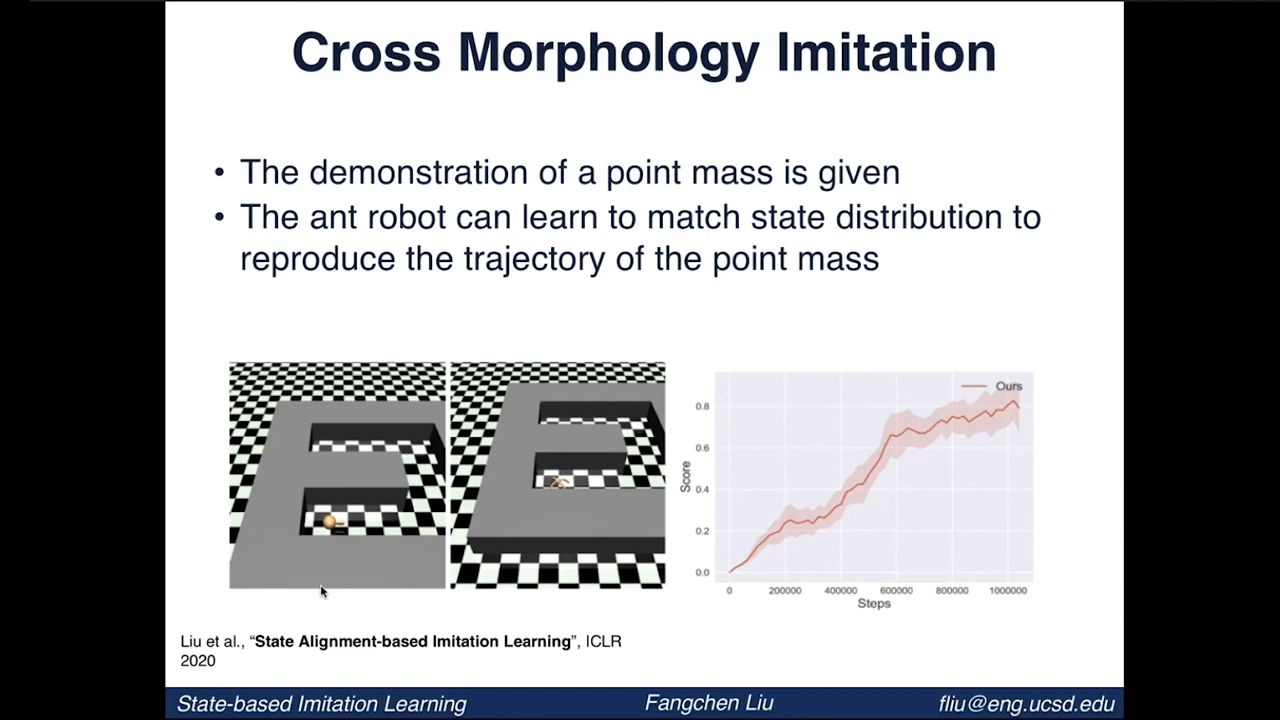 Cross Morphology Imitation
• The demonstration of a point mass is given
• The ant robot can learn to match state distribution to
reproduce the trajectory of the point mass
Ours
0.8
0.6
0.4
0.2
0.0
Score
0 200000 400000 600000 800000 1000000
Steps
Liu et al., “State Alignment-based Imitation Learning”, ICLR
2020
State-based Imitation Learning Fangchen Liu fliu@eng.ucsd.edu